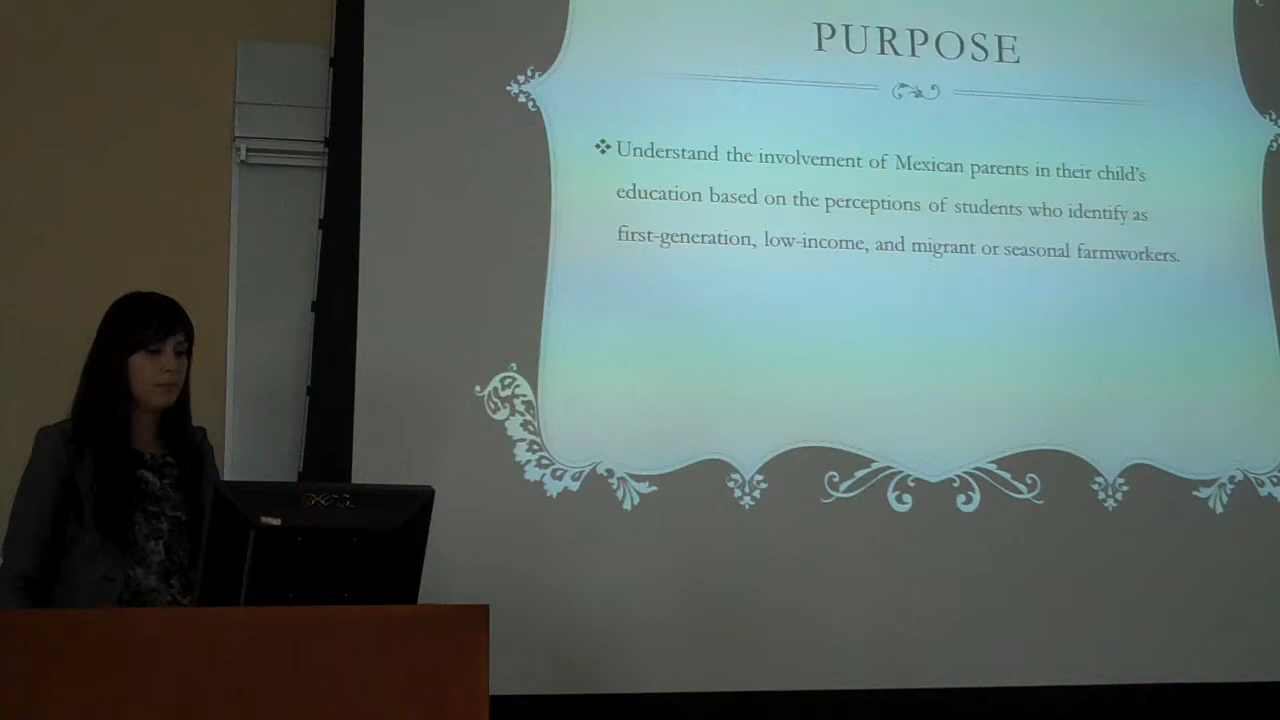 PURPOSE
❖Understand the involvement of Mexican parents in their child's
education based on the perceptions of students who identify as
first-generation, low-income, and migrant or seasonal farmworkers.
DELL